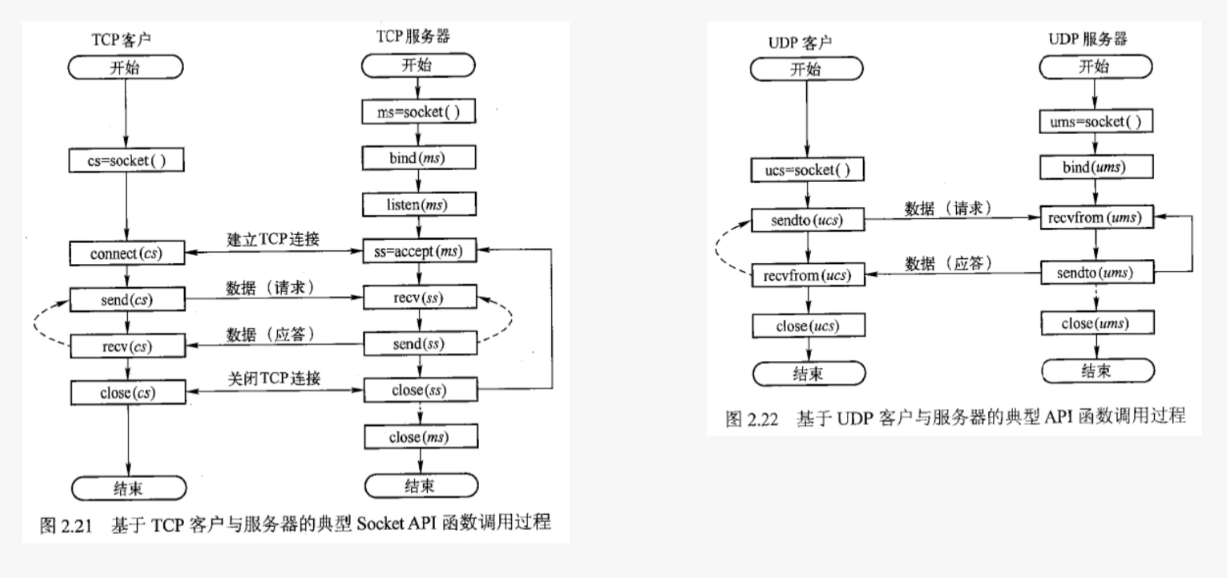 TCP客户
TCP服务器
开始
开始
ms=socket()
cs=socket()
bind(ms)
listen(ms)
connect(cs)
建立TCP连接
ss=accept(ms)
send(cs)
数据（请求）
recv(ss)
recv(cs)
数据（应答）
send(ss)
close(cs)
关闭TCP连接
close(ss)
close(ms)
结束
结束
图 2.21 基于 TCP 客户与服务器的典型 Socket API 函数调用过程
UDP 客户
UDP 服务器
开始
开始
ums=socket()
ucs=socket()
bind(ums)
sendto(ucs)
数据（请求）
recvfrom(ums)
recvfrom(ucs)
数据（应答）
sendto(ums)
close(ucs)
close(ums)
结束
结束
图 2.22 基于 UDP 客户与服务器的典型 API 函数调用过程